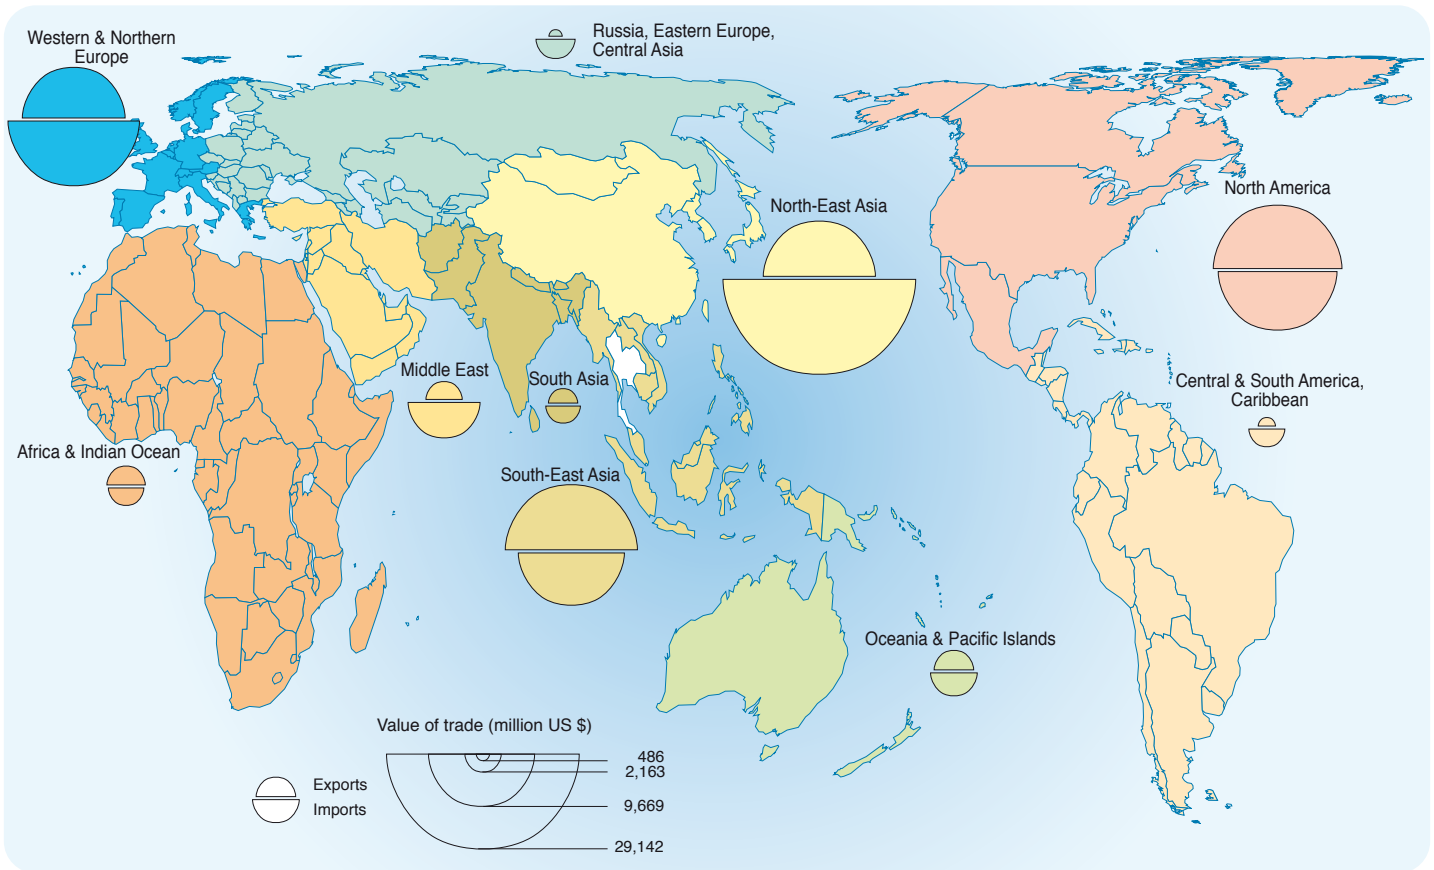 Western & Northern
Europe
Russia, Eastern Europe,
Central Asia
North America
North-East Asia
Middle East
South Asia
Central & South America,
Caribbean
Africa & Indian Ocean
South-East Asia
Oceania & Pacific Islands
Value of trade (million US $)
486
2,163
9,669
29,142
Exports
Imports